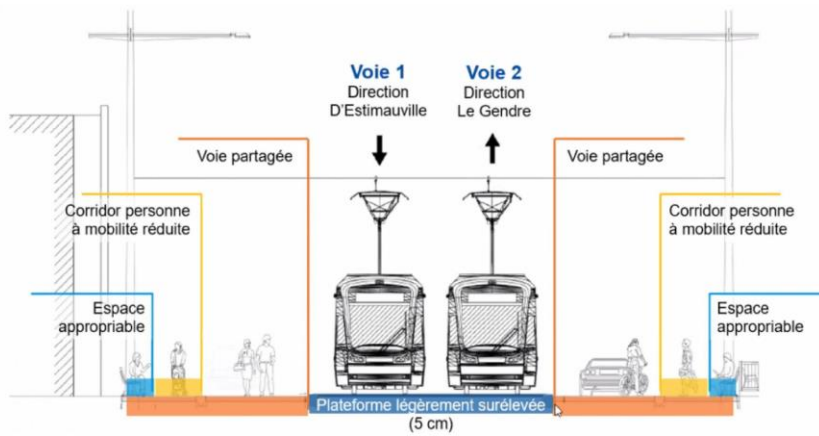 Voie 1
Direction
D'Estimauville
Voie 2
Direction
Le Gendre
Voie partagée
Voie partagée
Corridor personne
à mobilité réduite
Corridor personne
à mobilité réduite
Espace
appropriable
Espace
appropriable
Plateforme légèrement surélevée
(5 cm)